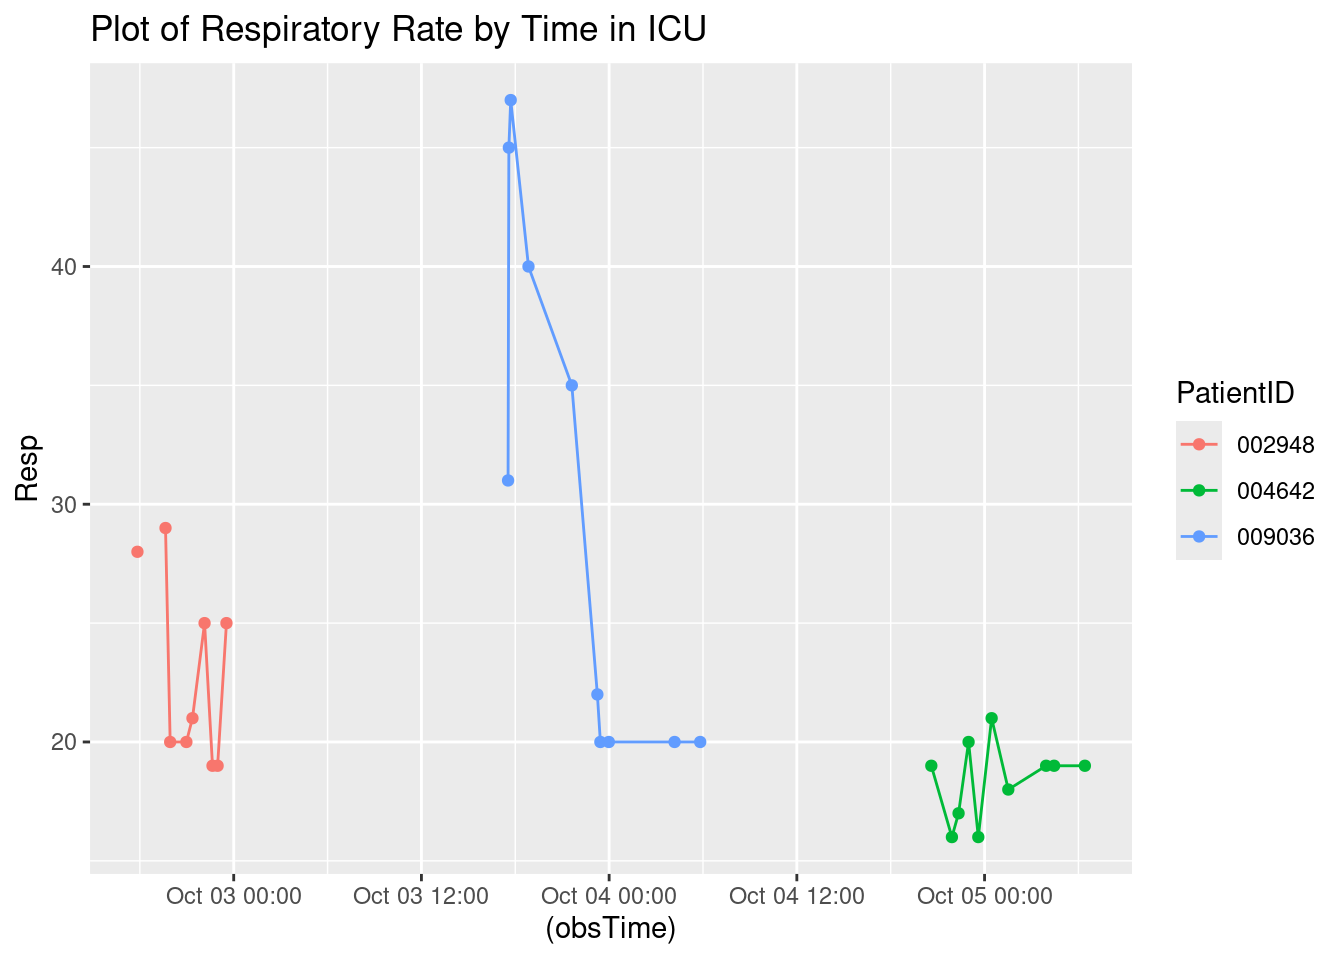 Plot of Respiratory Rate by Time in ICU
Resp
40
30
20
Oct 03 00:00 Oct 03 12:00 Oct 04 00:00 Oct 04 12:00 Oct 05 00:00
(obsTime)
PatientID
002948
004642
009036